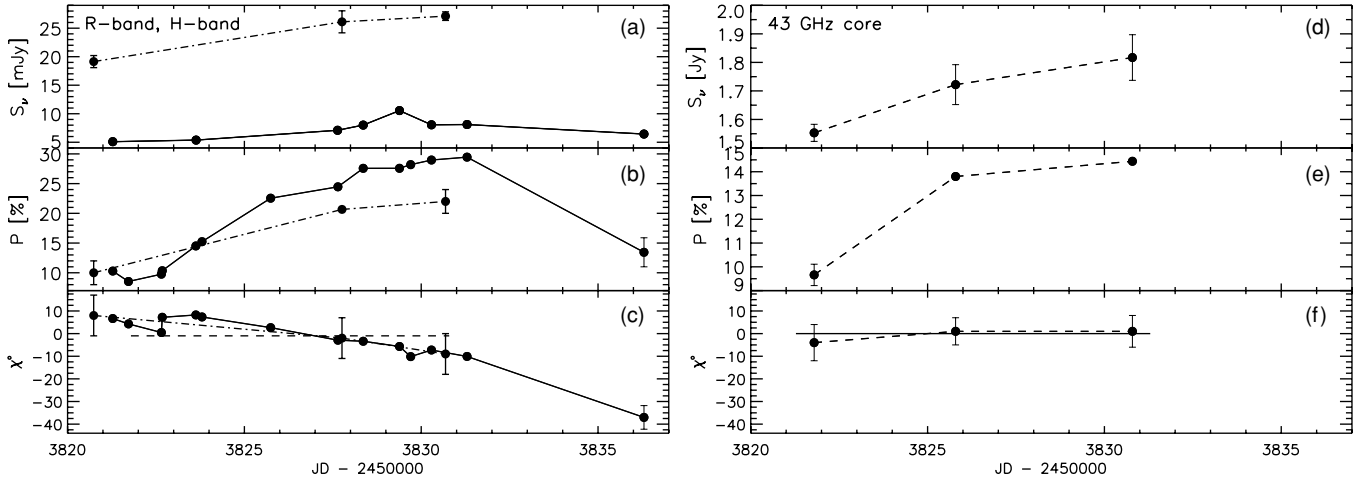 R-band, H-band
(a)
25
20
15
10
5
Sν [mJy]
(b)
30
25
20
15
10
P [%]
(c)
10
0
-10
-20
-30
-40
χ°
3820 3825 3830 3835
JD - 2450000
43 GHz core
(d)
2.0
1.9
1.8
1.7
1.6
1.5
Sν [Jy]
(e)
15
14
13
12
11
10
9
P [%]
(f)
10
0
-10
-20
-30
-40
χ°
3820 3825 3830 3835
JD - 2450000